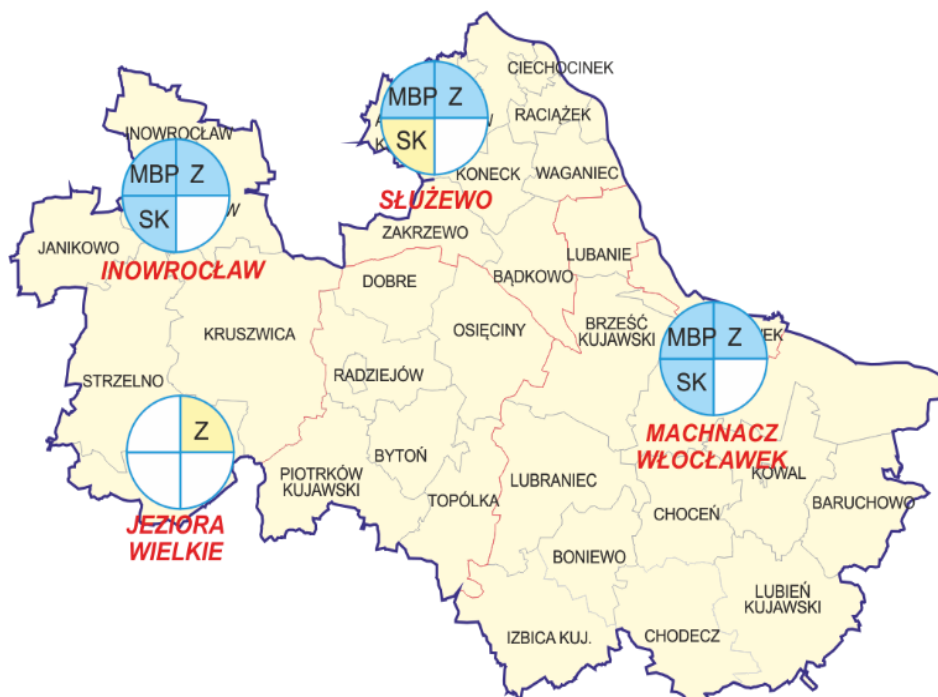 CIECHOCINEK
MBP Z
RACIĄŻEK
INOWROCŁAW
SK
KONECK
WAGANIEC
MBP Z
SŁUŻEWO
SK
ZAKRZEWO
JANIKOWO
LUBANIE
INOWROCŁAW
BĄDKOWO
DOBRE
OSIĘCINY
BRZEŚĆ
KUJAWSKI
KRUSZWICA
MBP Z
RADZIEJÓW
STRZELNO
SK
Z
MACHNACZ
WŁOCŁAWEK
BYTOŃ
PIOTRKÓW
KUJAWSKI
LUBRANIEC
KOWAL
TOPÓLKA
CHOCEŃ
BARUCHOWO
JEZIORA
WIELKIE
BONIEWO
LUBIEŃ
KUJAWSKI
IZBICA KUJ.
CHODECZ